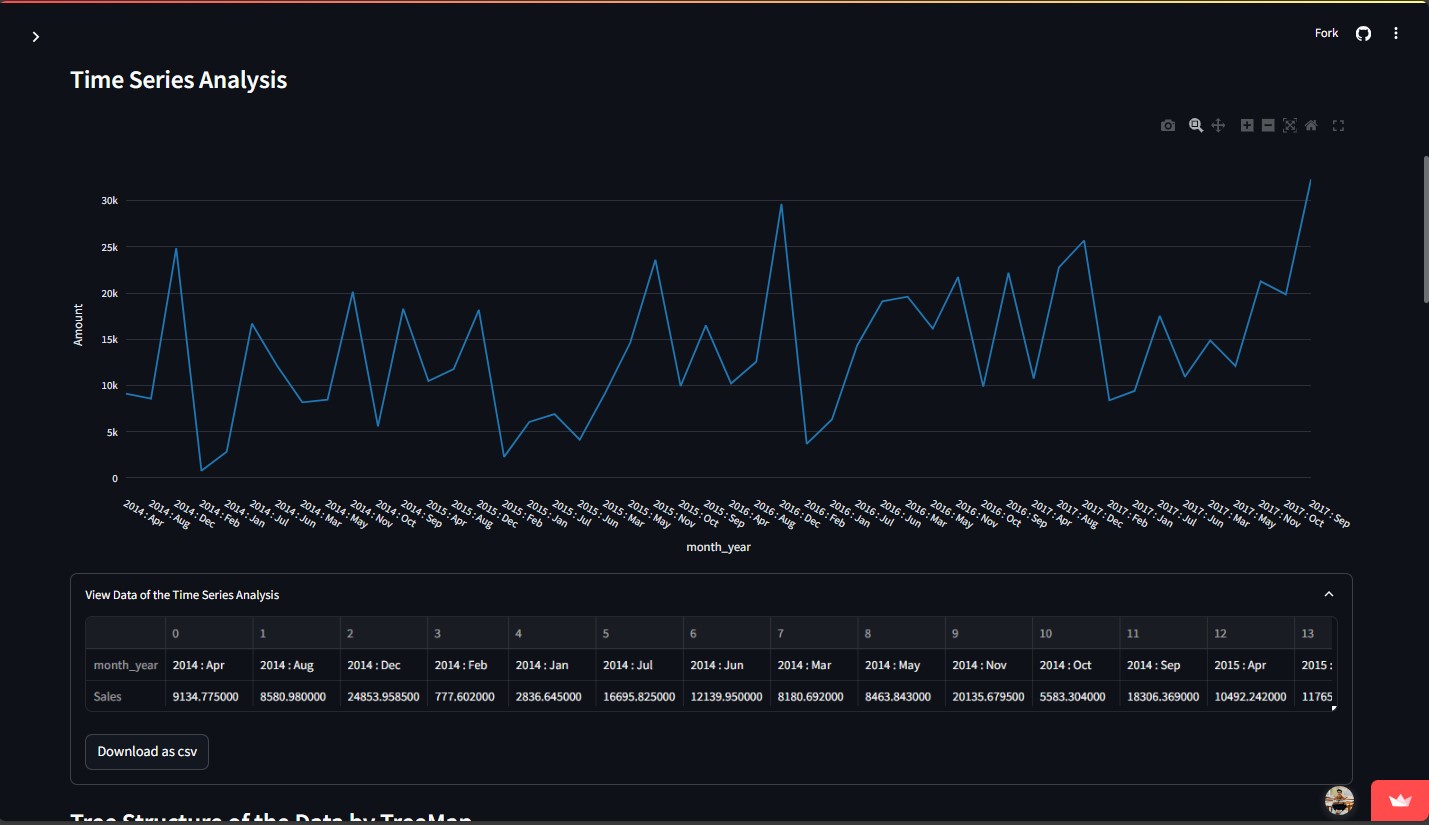 Fork
Time Series Analysis
30k
25k
20k
15k
10k
5k
0
Amount
2014 : Apr
2014 : Aug
2014 : Dec
2014 : Feb
2014 : Jan
2014 : Jul
2014 : Jun
2014 : Mar
2014 : May
2014 : Nov
2014 : Oct
2014 : Sep
2015 : Apr
2015 : Aug
2015 : Dec
2015 : Feb
2015 : Jan
2015 : Jul
2015 : Jun
2015 : Mar
2015 : May
2015 : Nov
2015 : Oct
2015 : Sep
2016 : Apr
2016 : Aug
2016 : Dec
2016 : Feb
2016 : Jan
2016 : Jul
2016 : Jun
2016 : Mar
2016 : May
2016 : Nov
2016 : Oct
2016 : Sep
2017 : Apr
2017 : Aug
2017 : Dec
2017 : Feb
2017 : Jan
2017 : Jul
2017 : Jun
2017 : Mar
2017 : May
2017 : Nov
2017 : Oct
2017 : Sep
month_year
View Data of the Time Series Analysis
0 1 2 3 4 5 6 7 8 9 10 11 12 13
month_year 2014 : Apr 2014 : Aug 2014 : Dec 2014 : Feb 2014 : Jan 2014 : Jul 2014 : Jun 2014 : Mar 2014 : May 2014 : Nov 2014 : Oct 2014 : Sep 2015 : Apr 2015 :
Sales 9134.775000 8580.980000 24853.958500 777.602000 2836.645000 16695.825000 12139.950000 8180.692000 8463.843000 20135.679500 5583.304000 18306.369000 10492.242000 11765
Download as csv
Tree Structure of the Data by TreeMap